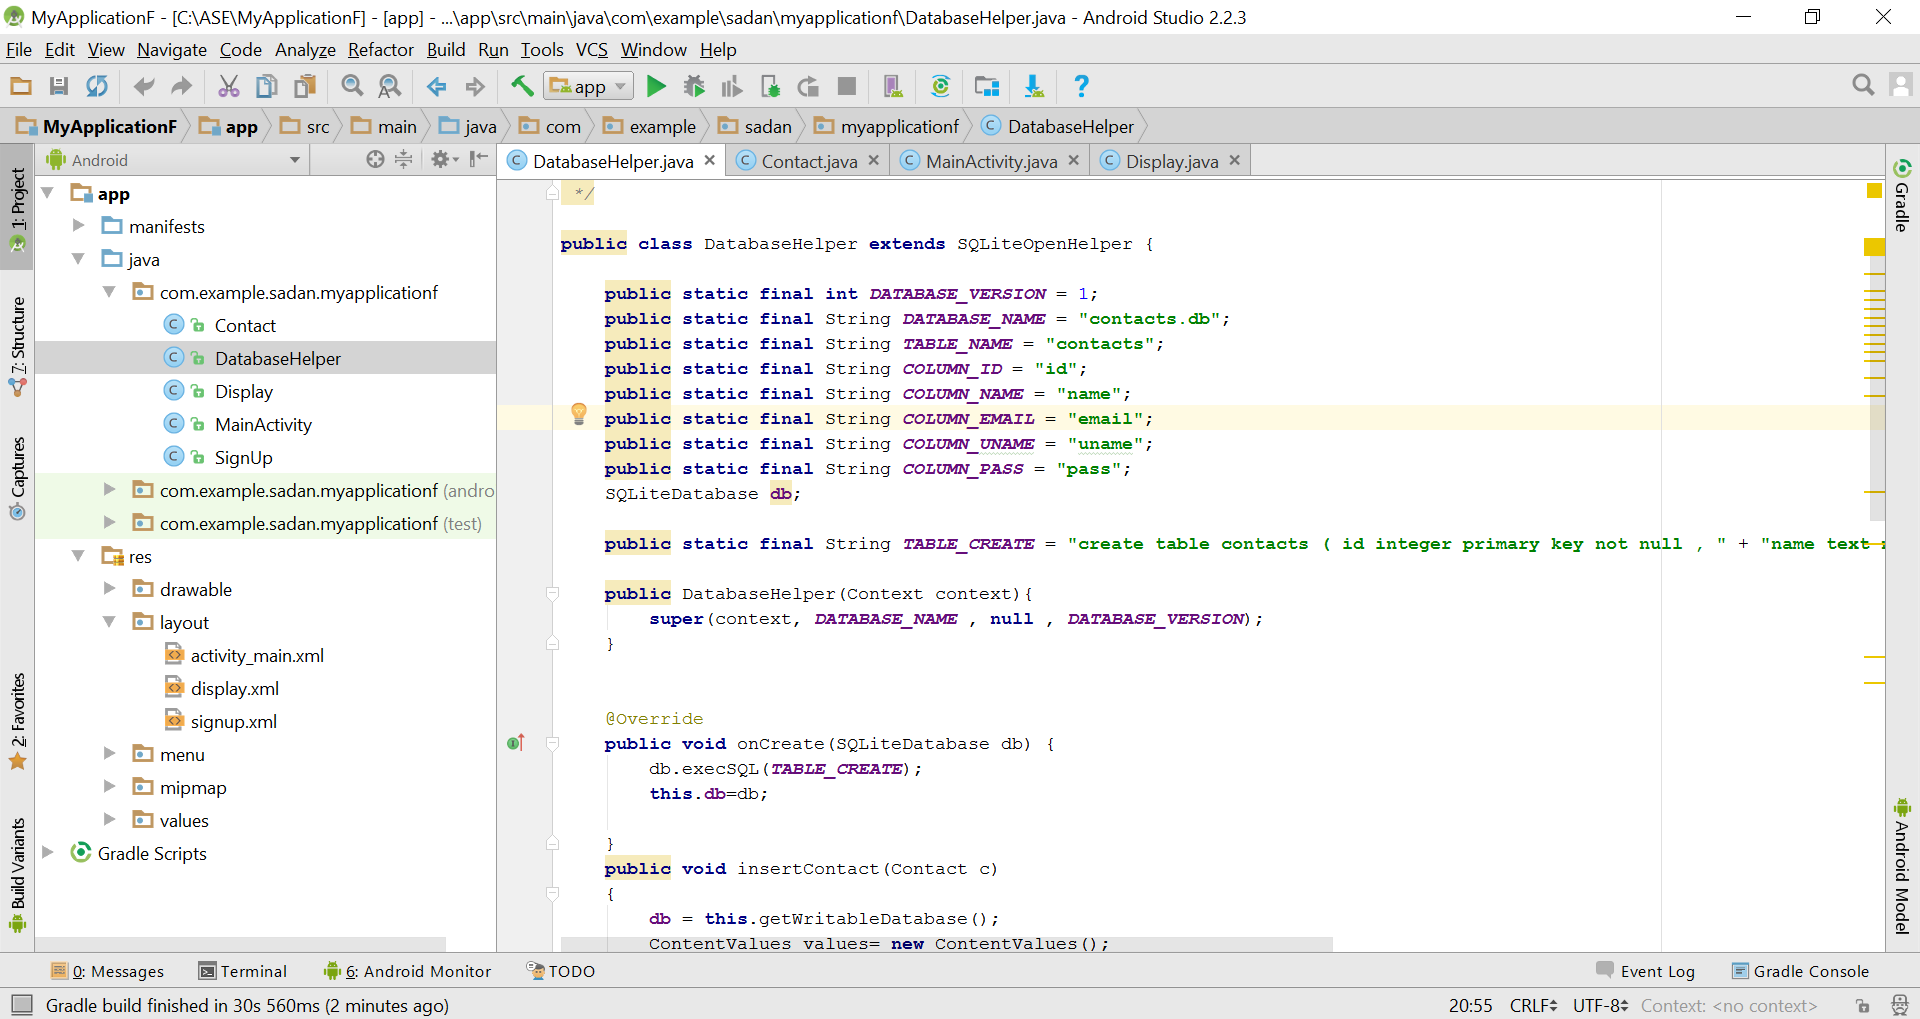 MyApplicationF - [C:\ASE\MyApplicationF] - [app] - ...\app\src\main\java\com\example\sadan\myapplicationf\DatabaseHelper.java - Android Studio 2.2.3
File Edit View Navigate Code Analyze Refactor Build Run Tools VCS Window Help
app
MyApplicationF app src main java com example sadan myapplicationf DatabaseHelper
Android
DatabaseHelper.java Contact.java MainActivity.java Display.java
1: Project
7: Structure
Captures
2: Favorites
Build Variants
app
manifests
java
com.example.sadan.myapplicationf
Contact
DatabaseHelper
Display
MainActivity
SignUp
com.example.sadan.myapplicationf (andro
com.example.sadan.myapplicationf (test)
res
drawable
layout
activity_main.xml
display.xml
signup.xml
menu
mipmap
values
Gradle Scripts
*/
public class DatabaseHelper extends SQLiteOpenHelper {
public static final int DATABASE_VERSION = 1;
public static final String DATABASE_NAME = "contacts.db";
public static final String TABLE_NAME = "contacts";
public static final String COLUMN_ID = "id";
public static final String COLUMN_NAME = "name";
public static final String COLUMN_EMAIL = "email";
public static final String COLUMN_UNAME = "uname";
public static final String COLUMN_PASS = "pass";
SQLiteDatabase db;
public static final String TABLE_CREATE = "create table contacts ( id integer primary key not null , " + "name text
public DatabaseHelper(Context context){
super(context, DATABASE_NAME , null , DATABASE_VERSION);
}
@Override
public void onCreate(SQLiteDatabase db) {
db.execSQL(TABLE_CREATE);
this.db=db;
}
public void insertContact(Contact c)
{
db = this.getWritableDatabase();
ContentValues values= new ContentValues();
Gradle
Android Model
0: Messages Terminal 6: Android Monitor TODO Event Log Gradle Console
Gradle build finished in 30s 560ms (2 minutes ago) 20:55 CRLF UTF-8 Context: <no context>